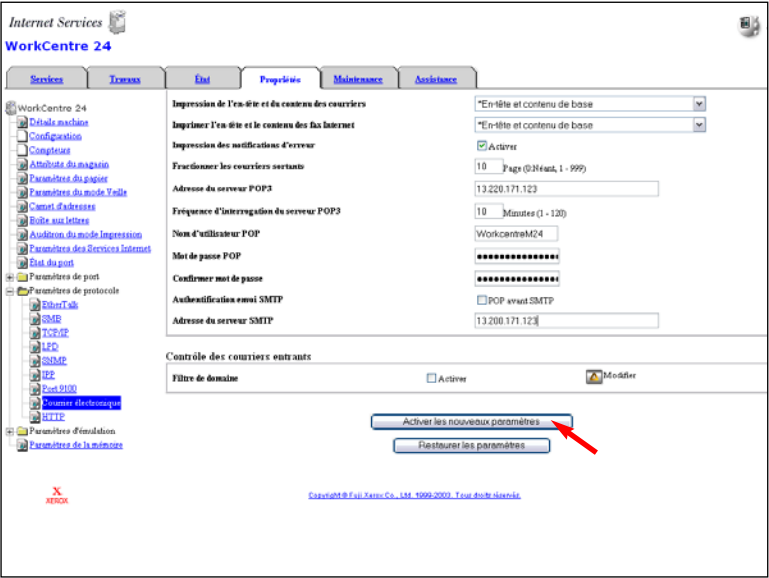 Internet Services
WorkCentre 24
Services Travaux État Propriétés Maintenance Assistance
WorkCentre 24
Détails machine
Configuration
Compteurs
Attributs du magasin
Paramètres du papier
Paramètres du mode Veille
Carnet d'adresses
Boîte aux lettres
Auditron du mode Impression
Paramètres des Services Internet
État du port
Paramètres de port
Paramètres de protocole
EtherTalk
SMB
TCP/IP
LPD
SNMP
IPP
Port 9100
Courrier électronique
HTTP
Paramètres d'émulation
Paramètres de la mémoire
XEROX
Impression de l'en-tête et du contenu des courriers *En-tête et contenu de base
Imprimer l'en-tête et le contenu des fax Internet *En-tête et contenu de base
Impression des notifications d'erreur Activer
Fractionner les courriers sortants 10 Page (0:Néant, 1 - 999)
Adresse du serveur POP3 13.220.171.123
Fréquence d'interrogation du serveur POP3 10 Minutes (1 - 120)
Nom d'utilisateur POP WorkcentreM24
Mot de passe POP ●●●●●●●●●●●●●●●
Confirmer mot de passe ●●●●●●●●●●●●●●●
Authentification envoi SMTP POP avant SMTP
Adresse du serveur SMTP 13.200.171.123
Contrôle des courriers entrants
Filtre de domaine Activer Modifier
Activer les nouveaux paramètres
Restaurer les paramètres
Copyright © Fuji Xerox Co., Ltd. 1999-2003. Tous droits réservés.